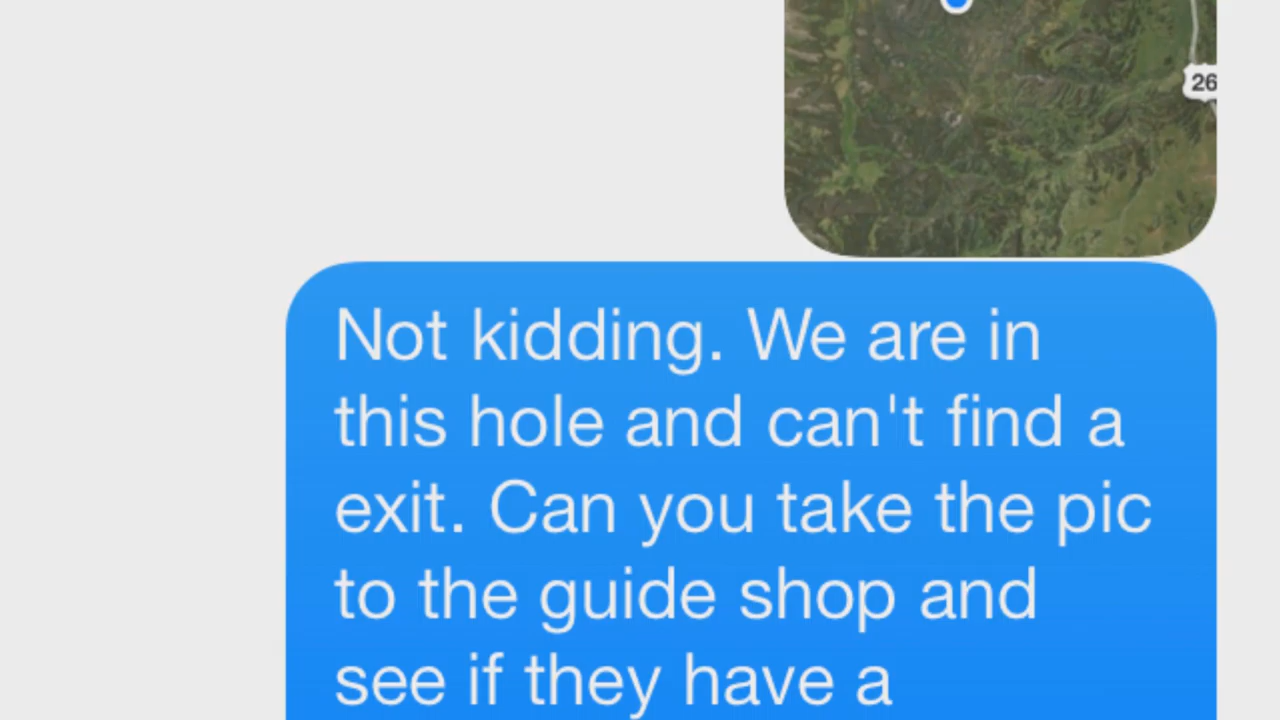 26
Not kidding. We are in
this hole and can't find a
exit. Can you take the pic
to the guide shop and
see if they have a